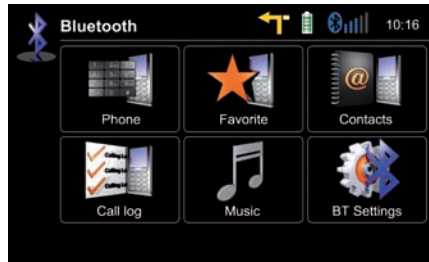 Bluetooth 10:16
@
Phone Favorite Contacts
Call log Music BT Settings